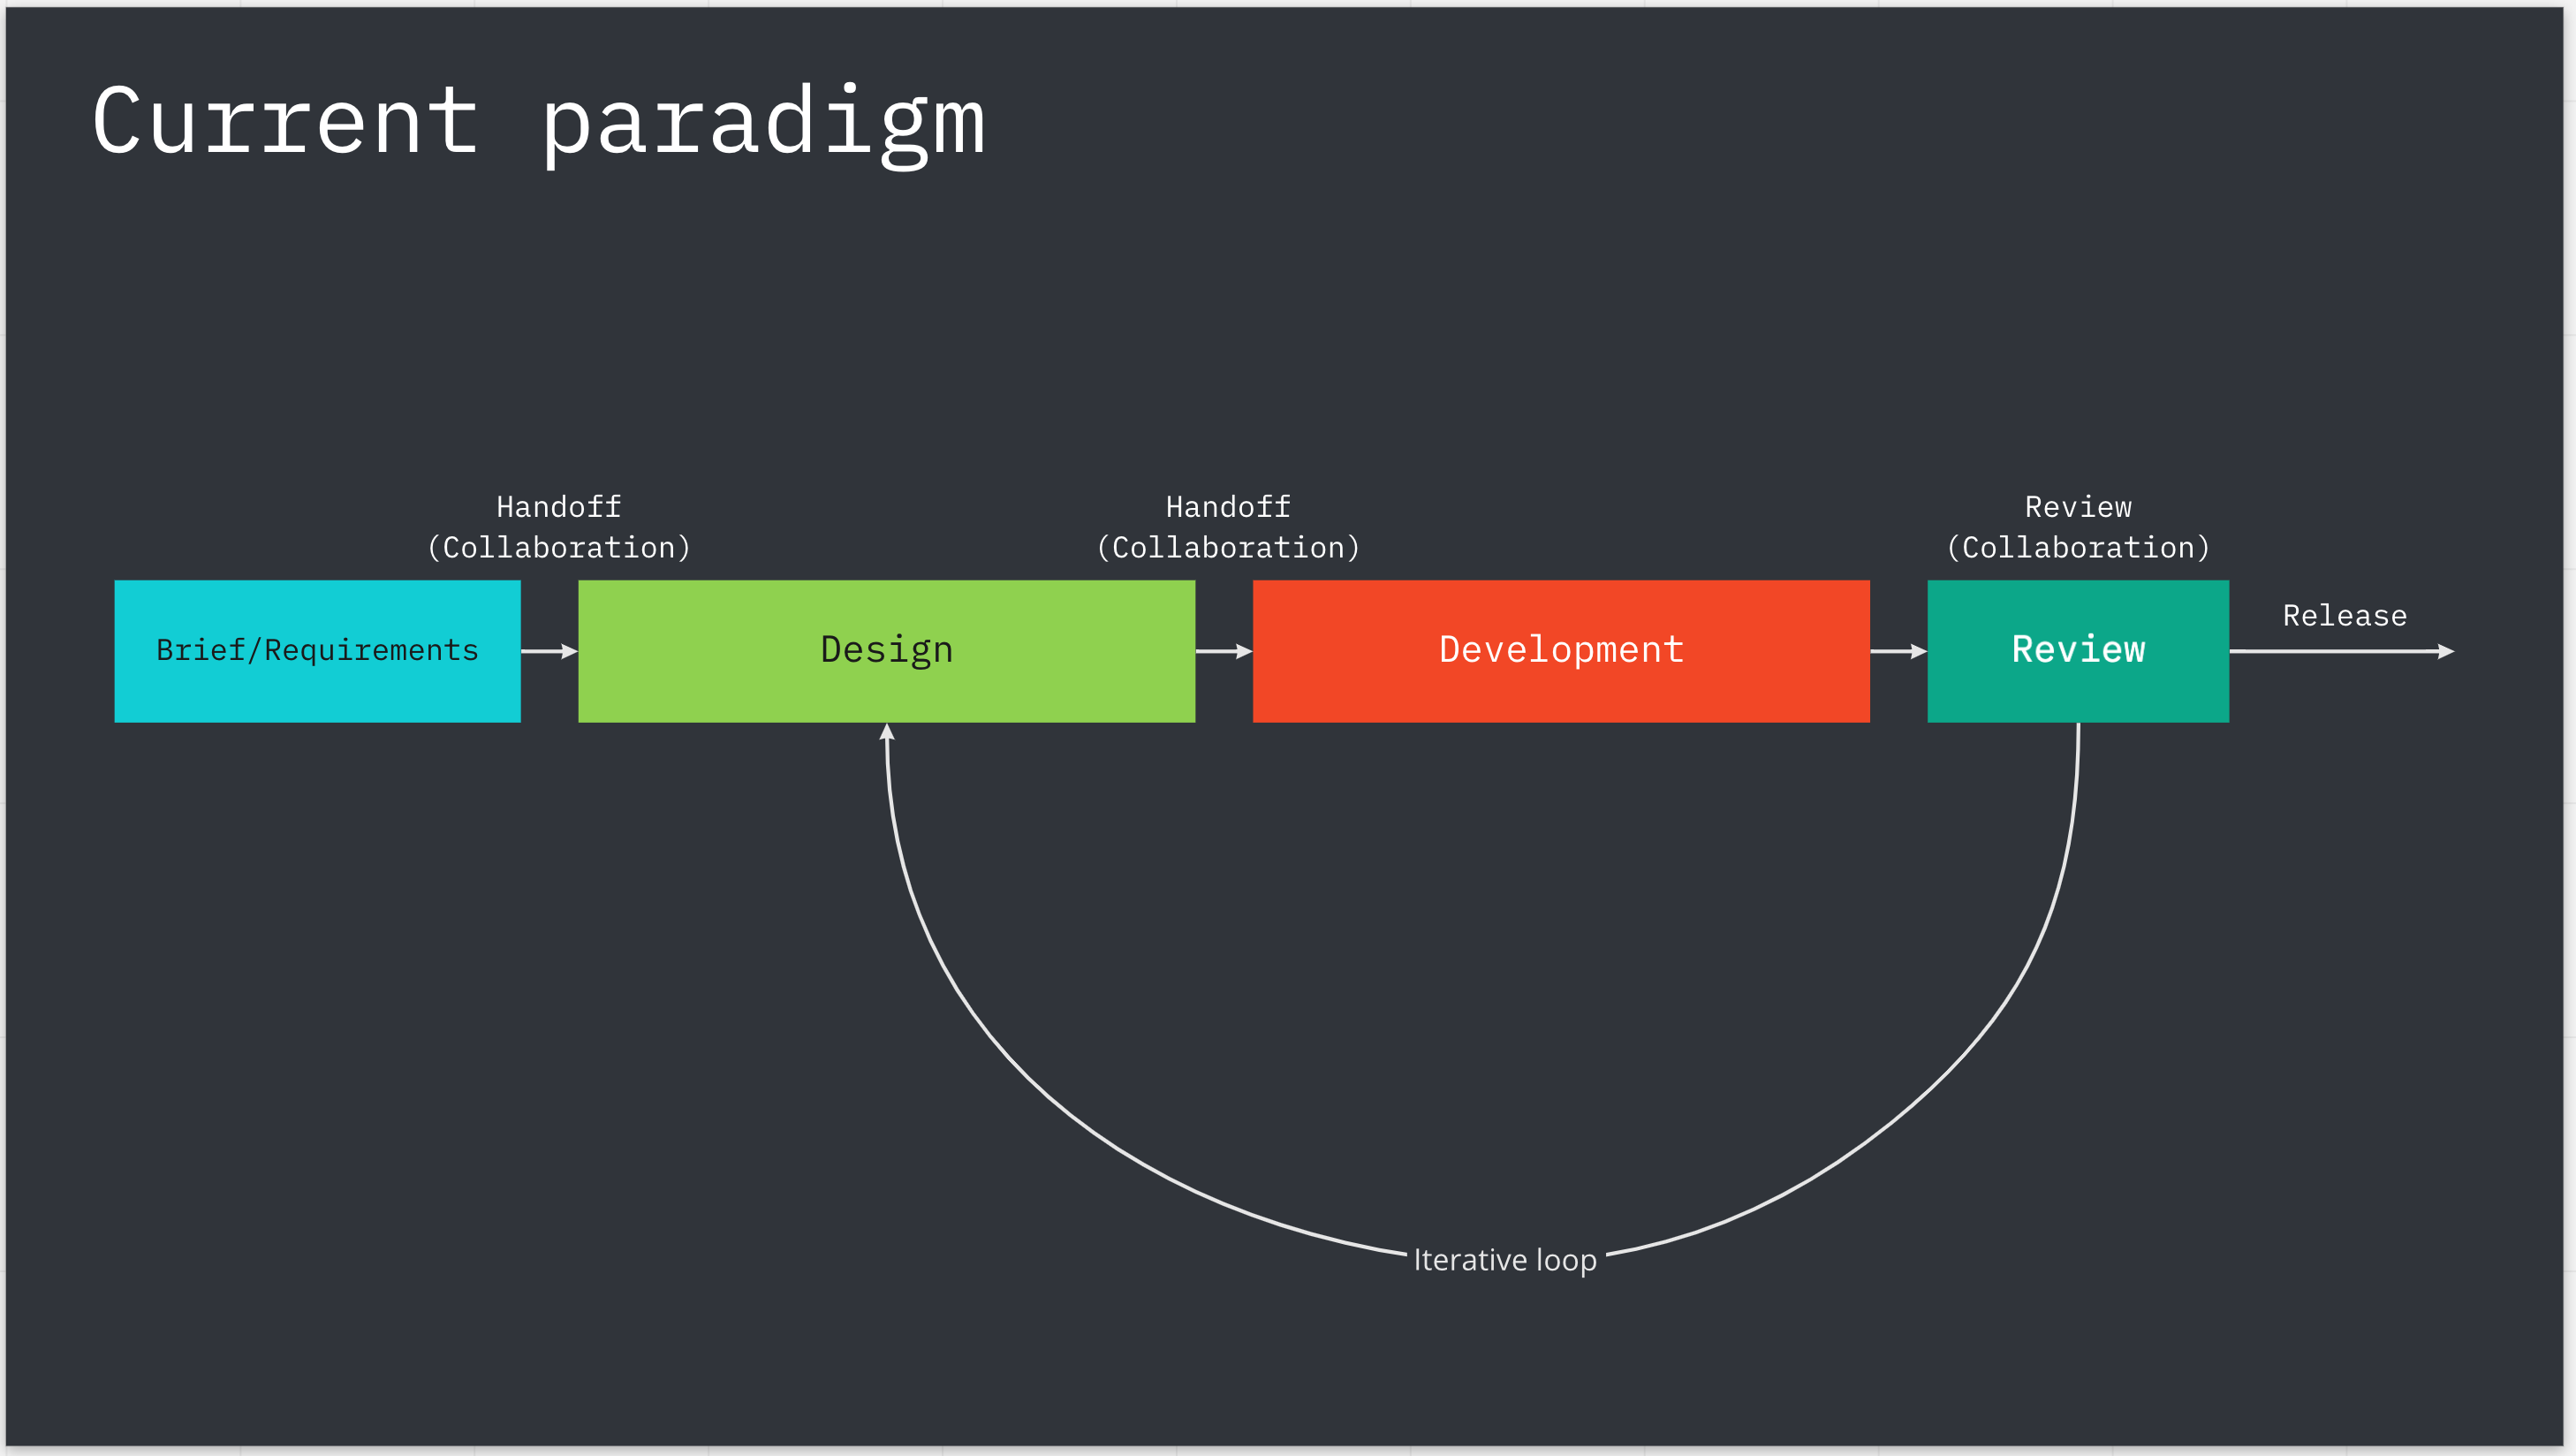 Current paradigm
Handoff
(Collaboration)
Handoff
(Collaboration)
Review
(Collaboration)
Brief/Requirements
Design
Development
Review
Release
Iterative loop